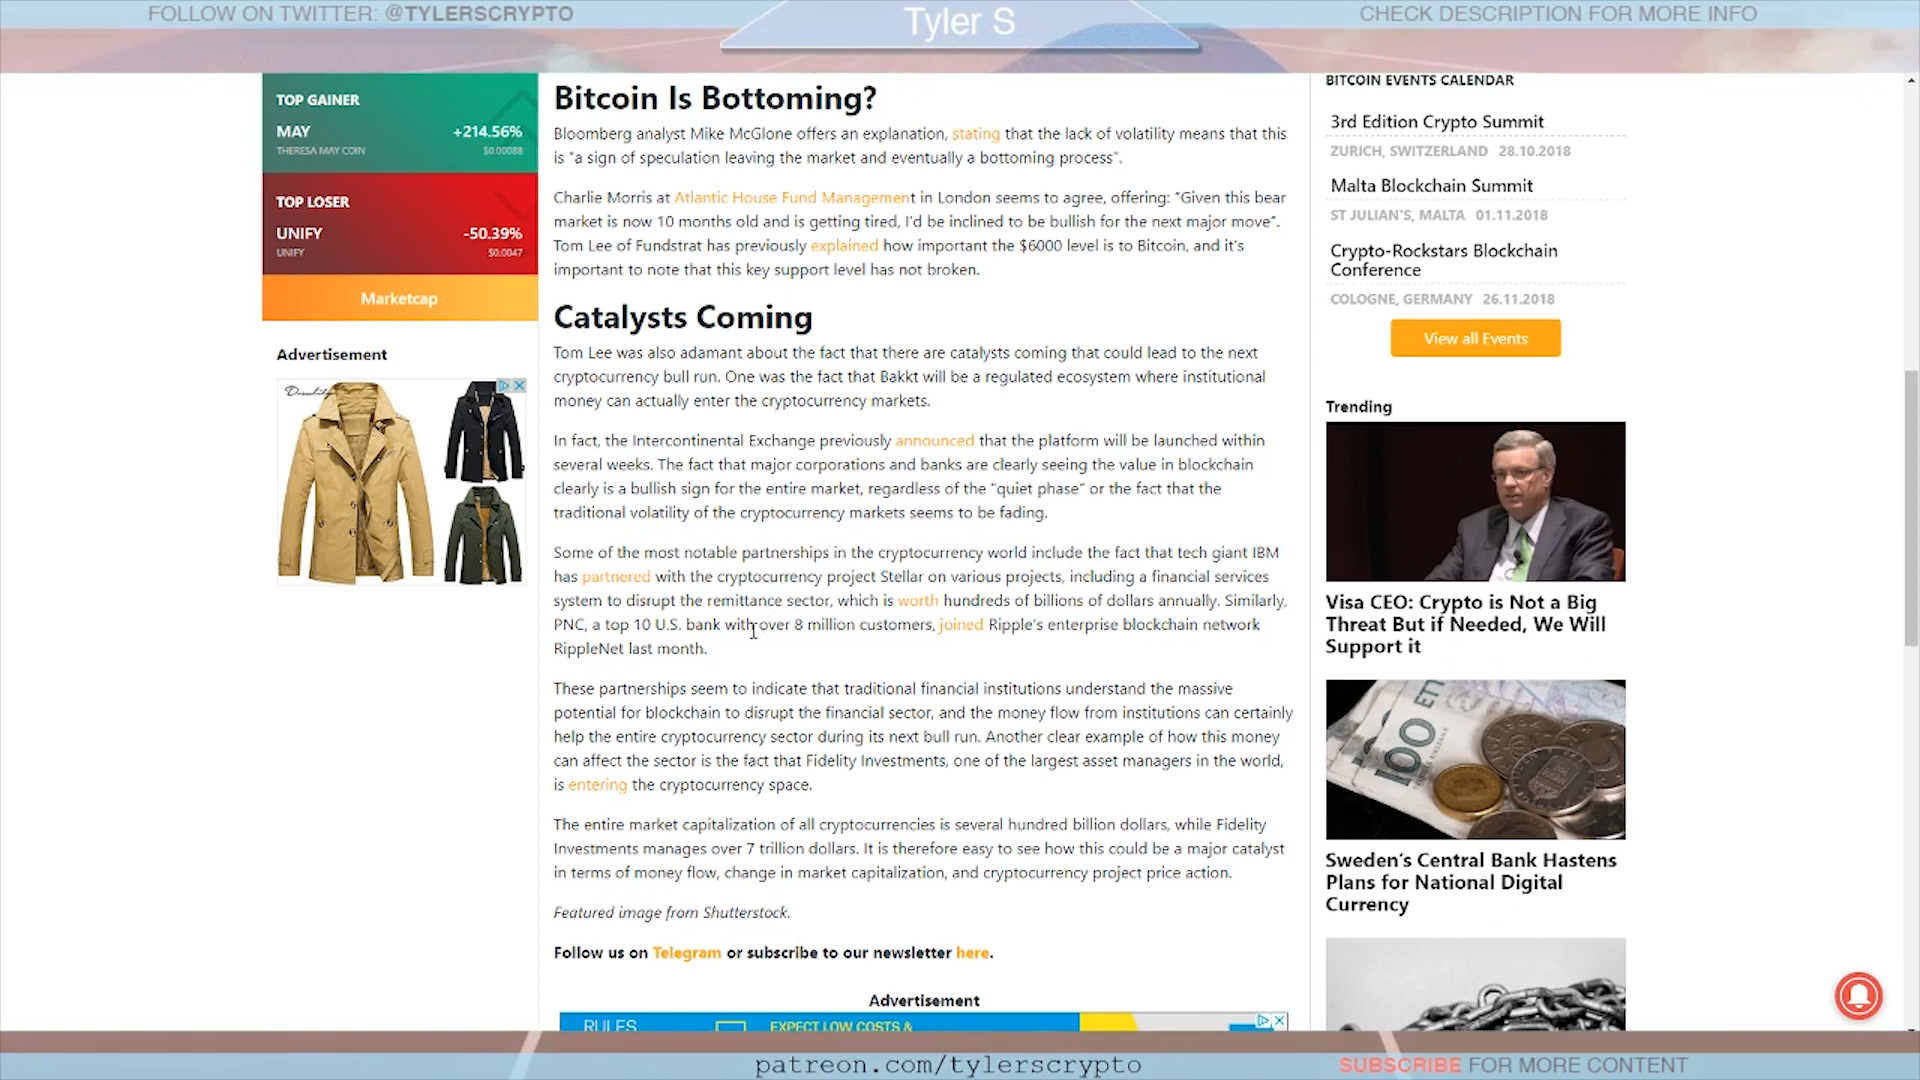 FOLLOW ON TWITTER: @TYLERSCRYPTO
Tyler S
CHECK DESCRIPTION FOR MORE INFO
TOP GAINER
MAY +214.56%
THERESA MAY COIN $0.00088
TOP LOSER
UNIFY -50.39%
UNIFY $0.0047
Marketcap
Advertisement
Bitcoin Is Bottoming?
Bloomberg analyst Mike McGlone offers an explanation, stating that the lack of volatility means that this
is “a sign of speculation leaving the market and eventually a bottoming process”.
Charlie Morris at Atlantic House Fund Management in London seems to agree, offering: “Given this bear
market is now 10 months old and is getting tired, I’d be inclined to be bullish for the next major move”.
Tom Lee of Fundstrat has previously explained how important the $6000 level is to Bitcoin, and it’s
important to note that this key support level has not broken.
Catalysts Coming
Tom Lee was also adamant about the fact that there are catalysts coming that could lead to the next
cryptocurrency bull run. One was the fact that Bakkt will be a regulated ecosystem where institutional
money can actually enter the cryptocurrency markets.
In fact, the Intercontinental Exchange previously announced that the platform will be launched within
several weeks. The fact that major corporations and banks are clearly seeing the value in blockchain
clearly is a bullish sign for the entire market, regardless of the “quiet phase” or the fact that the
traditional volatility of the cryptocurrency markets seems to be fading.
Some of the most notable partnerships in the cryptocurrency world include the fact that tech giant IBM
has partnered with the cryptocurrency project Stellar on various projects, including a financial services
system to disrupt the remittance sector, which is worth hundreds of billions of dollars annually. Similarly,
PNC, a top 10 U.S. bank with over 8 million customers, joined Ripple’s enterprise blockchain network
RippleNet last month.
These partnerships seem to indicate that traditional financial institutions understand the massive
potential for blockchain to disrupt the financial sector, and the money flow from institutions can certainly
help the entire cryptocurrency sector during its next bull run. Another clear example of how this money
can affect the sector is the fact that Fidelity Investments, one of the largest asset managers in the world,
is entering the cryptocurrency space.
The entire market capitalization of all cryptocurrencies is several hundred billion dollars, while Fidelity
Investments manages over 7 trillion dollars. It is therefore easy to see how this could be a major catalyst
in terms of money flow, change in market capitalization, and cryptocurrency project price action.
Featured image from Shutterstock.
Follow us on Telegram or subscribe to our newsletter here.
Advertisement
RULES
EXPECT LOW COSTS &
BITCOIN EVENTS CALENDAR
3rd Edition Crypto Summit
ZURICH, SWITZERLAND 28.10.2018
Malta Blockchain Summit
ST JULIAN'S, MALTA 01.11.2018
Crypto-Rockstars Blockchain
Conference
COLOGNE, GERMANY 26.11.2018
View all Events
Trending
Visa CEO: Crypto is Not a Big
Threat But if Needed, We Will
Support it
100
Sweden’s Central Bank Hastens
Plans for National Digital
Currency
patreon.com/tylerscrypto
SUBSCRIBE FOR MORE CONTENT